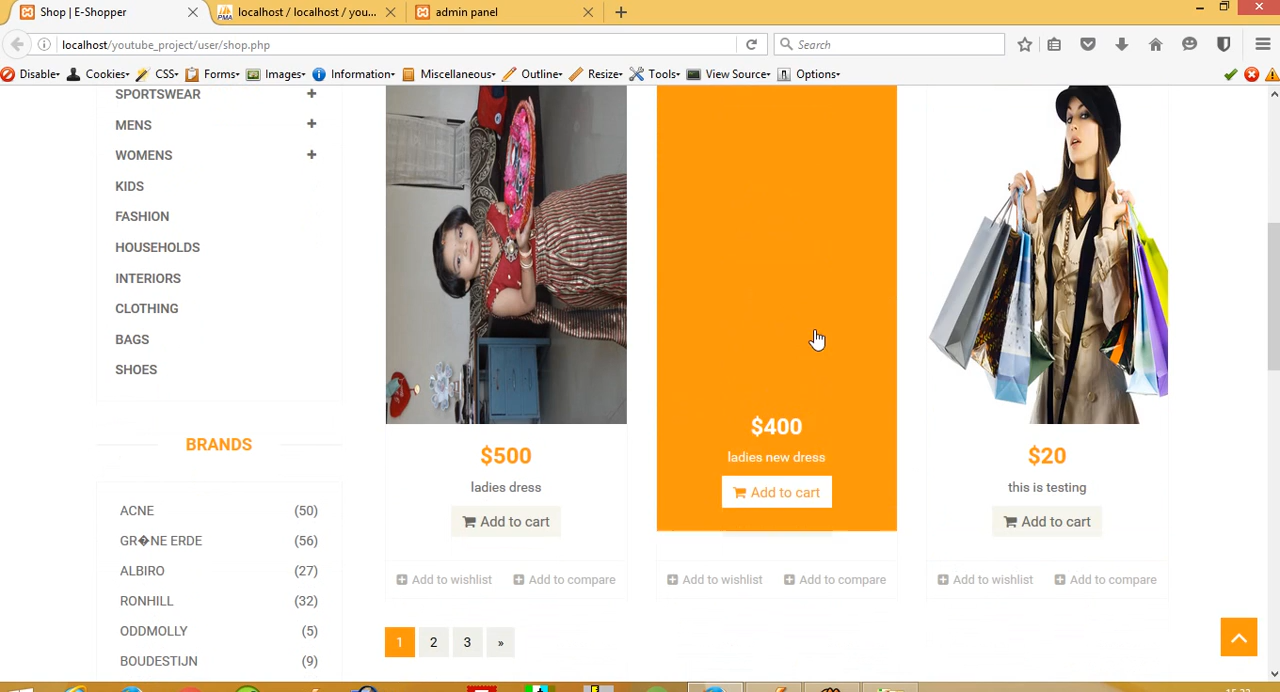 Shop | E-Shopper
localhost / localhost / you...
admin panel
localhost/youtube_project/user/shop.php
Search
Disable
Cookies
CSS
Forms
Images
Information
Miscellaneous
Outline
Resize
Tools
View Source
Options
SPORTSWEAR
MENS
WOMENS
KIDS
FASHION
HOUSEHOLDS
INTERIORS
CLOTHING
BAGS
SHOES
BRANDS
ACNE (50)
GR�NE ERDE (56)
ALBIRO (27)
RONHILL (32)
ODDMOLLY (5)
BOUDESTIJN (9)
$500
ladies dress
Add to cart
Add to wishlist
Add to compare
$400
ladies new dress
Add to cart
Add to wishlist
Add to compare
$20
this is testing
Add to cart
Add to wishlist
Add to compare
1 2 3 »